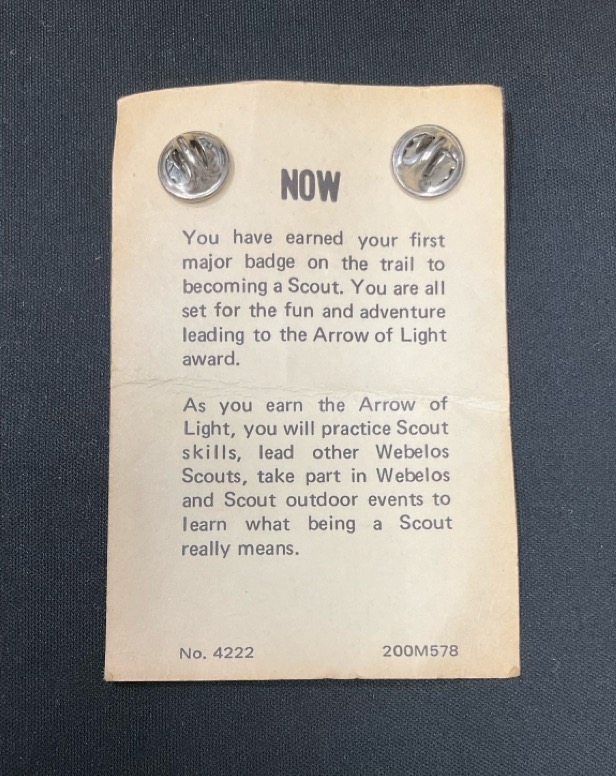 NOW
You have earned your first
major badge on the trail to
becoming a Scout. You are all
set for the fun and adventure
leading to the Arrow of Light
award.
As you earn the Arrow of
Light, you will practice Scout
skills, lead other Webelos
Scouts, take part in Webelos
and Scout outdoor events to
learn what being a Scout
really means.
No. 4222 200M578